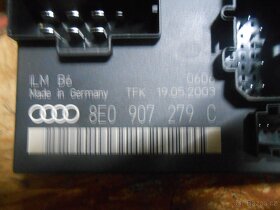 ILM B6 0606
Made in Germany TFK 19.05.2003
8E0 907 279 C